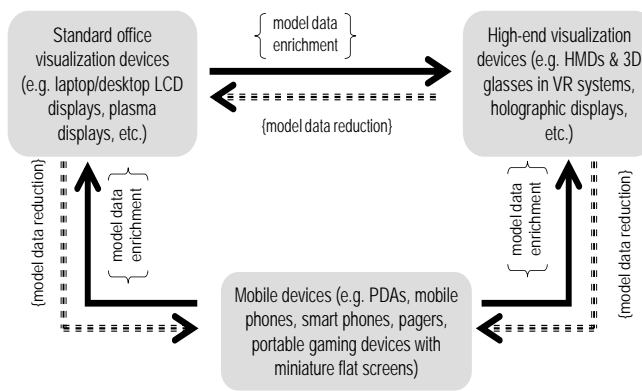 Standard office
visualization devices
(e.g. laptop/desktop LCD
displays, plasma
displays, etc.)
model data
enrichment
{model data reduction}
High-end visualization
devices (e.g. HMDs & 3D
glasses in VR systems,
holographic displays,
etc.)
{model data reduction}
model data
enrichment
model data
enrichment
{model data reduction}
Mobile devices (e.g. PDAs, mobile
phones, smart phones, pagers,
portable gaming devices with
miniature flat screens)